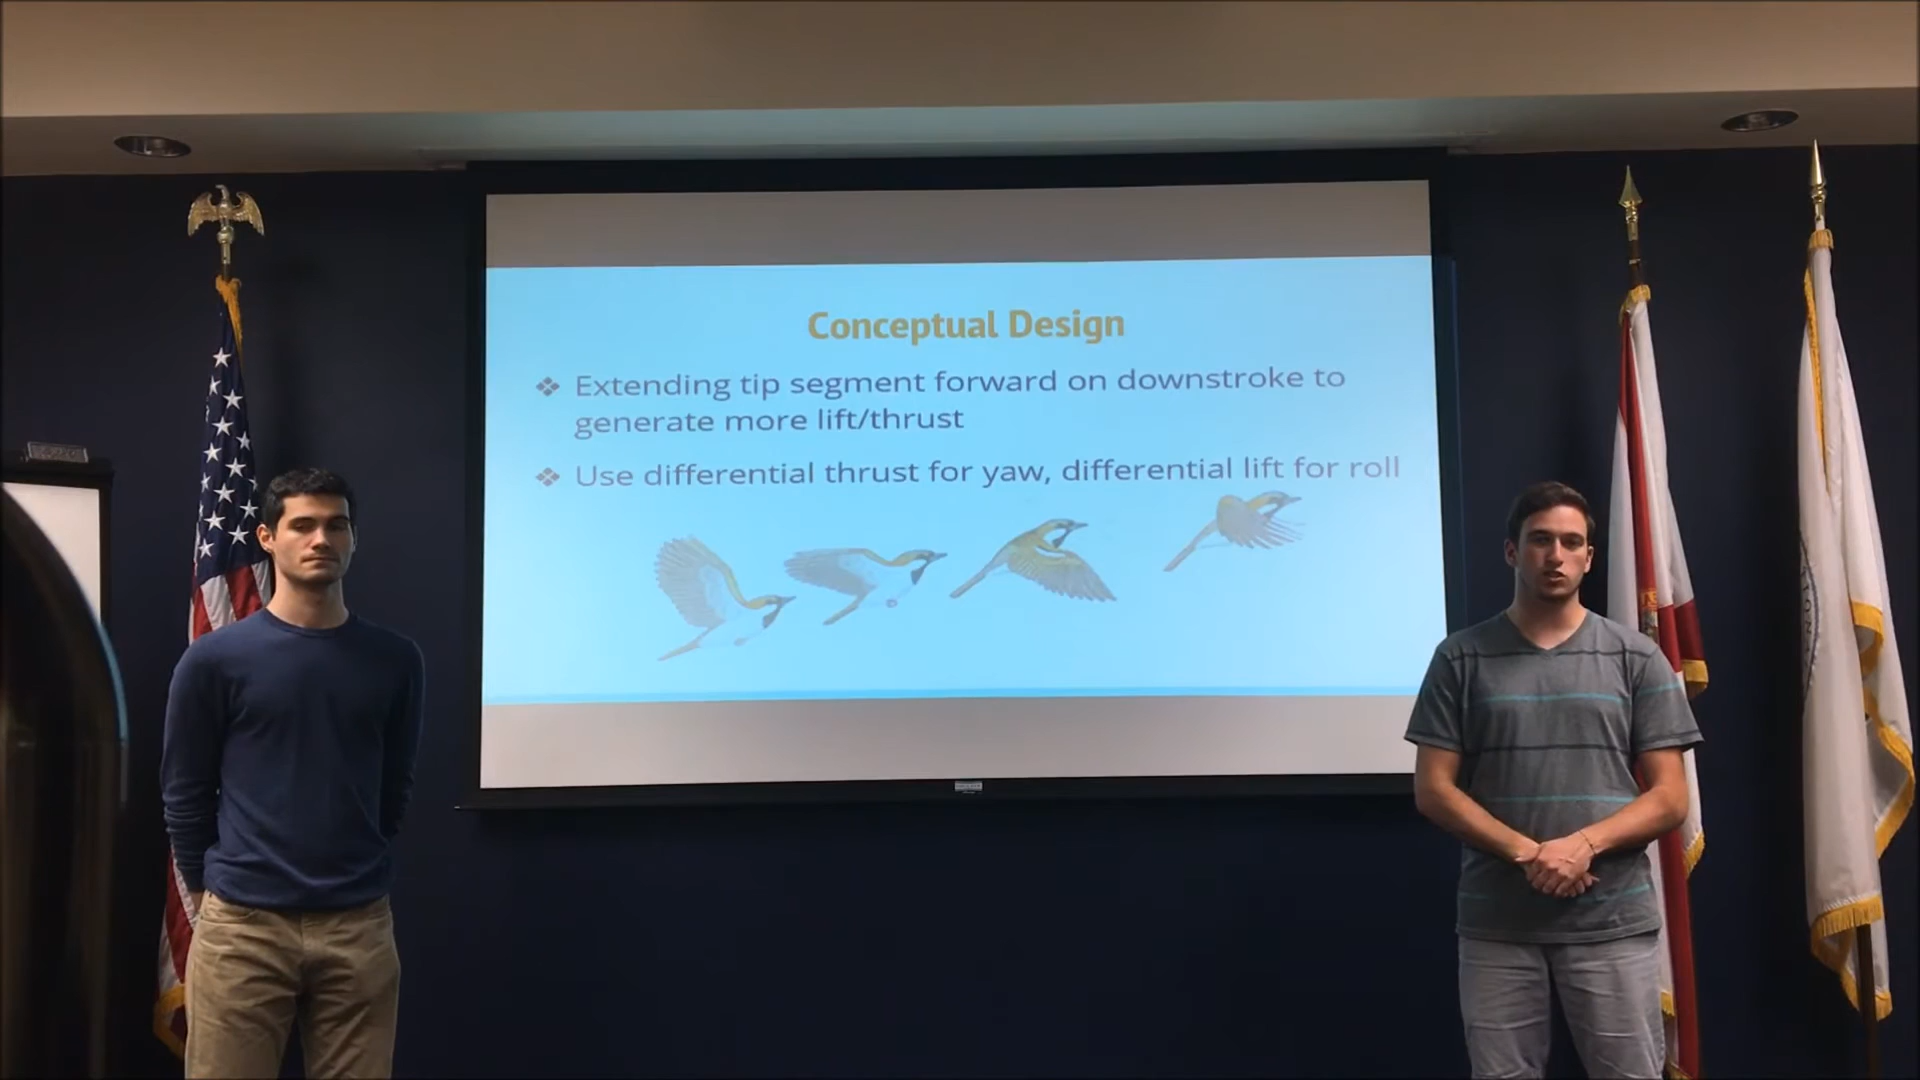 Conceptual Design
❖ Extending tip segment forward on downstroke to
generate more lift/thrust
❖ Use differential thrust for yaw, differential lift for roll